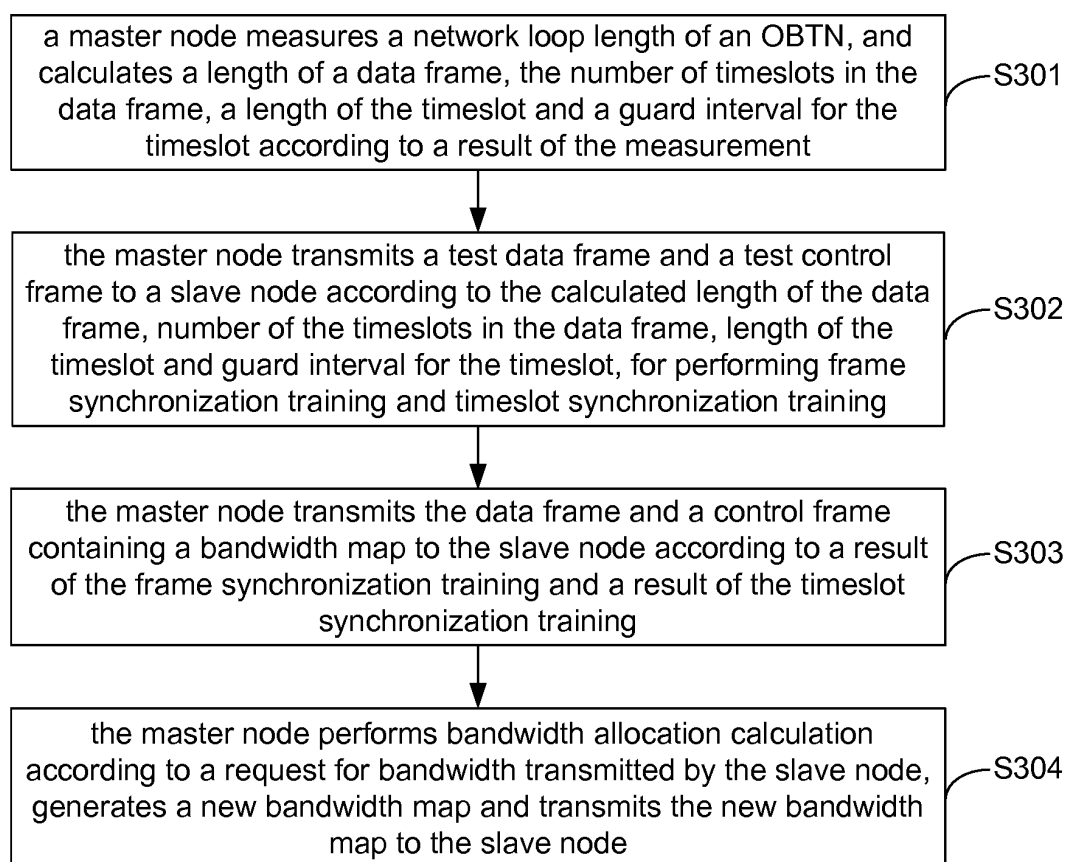 a master node measures a network loop length of an OBTN, and
calculates a length of a data frame, the number of timeslots in the
data frame, a length of the timeslot and a guard interval for the
timeslot according to a result of the measurement
S301
the master node transmits a test data frame and a test control
frame to a slave node according to the calculated length of the data
frame, number of the timeslots in the data frame, length of the
timeslot and guard interval for the timeslot, for performing frame
synchronization training and timeslot synchronization training
S302
the master node transmits the data frame and a control frame
containing a bandwidth map to the slave node according to a result
of the frame synchronization training and a result of the timeslot
synchronization training
S303
the master node performs bandwidth allocation calculation
according to a request for bandwidth transmitted by the slave node,
generates a new bandwidth map and transmits the new bandwidth
map to the slave node
S304